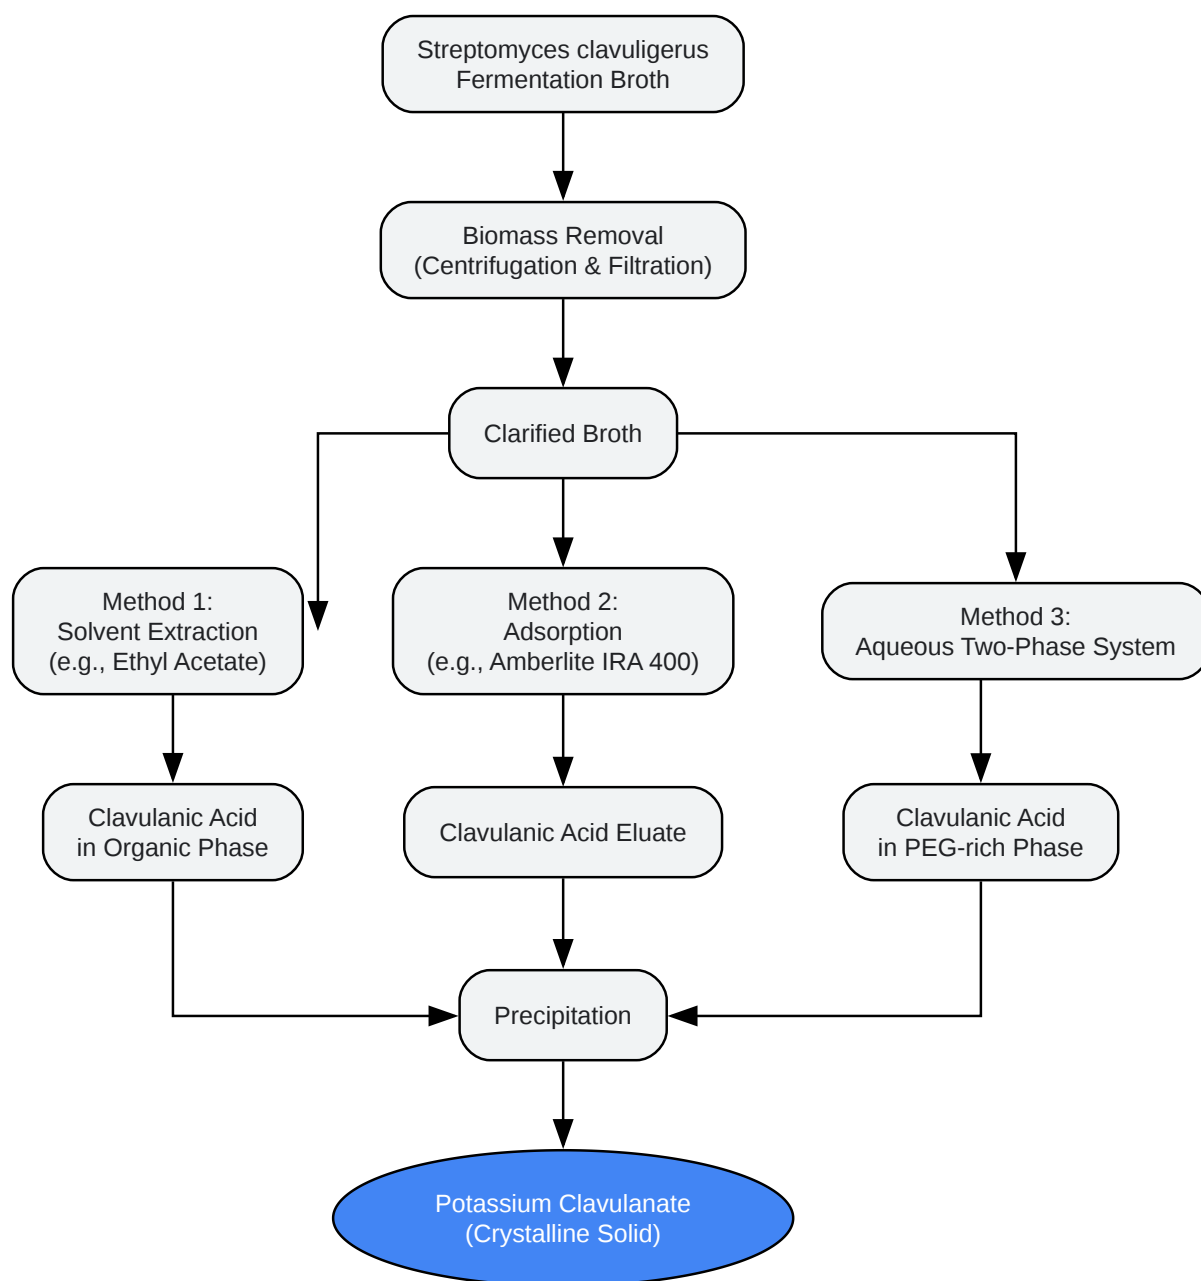 Streptomyces clavuligerus
Fermentation Broth
Biomass Removal
(Centrifugation & Filtration)
Clarified Broth
Method 1:
Solvent Extraction
(e.g., Ethyl Acetate)
Method 2:
Adsorption
(e.g., Amberlite IRA 400)
Method 3:
Aqueous Two-Phase System
Clavulanic Acid
in Organic Phase
Clavulanic Acid Eluate
Clavulanic Acid
in PEG-rich Phase
Precipitation
Potassium Clavulanate
(Crystalline Solid)